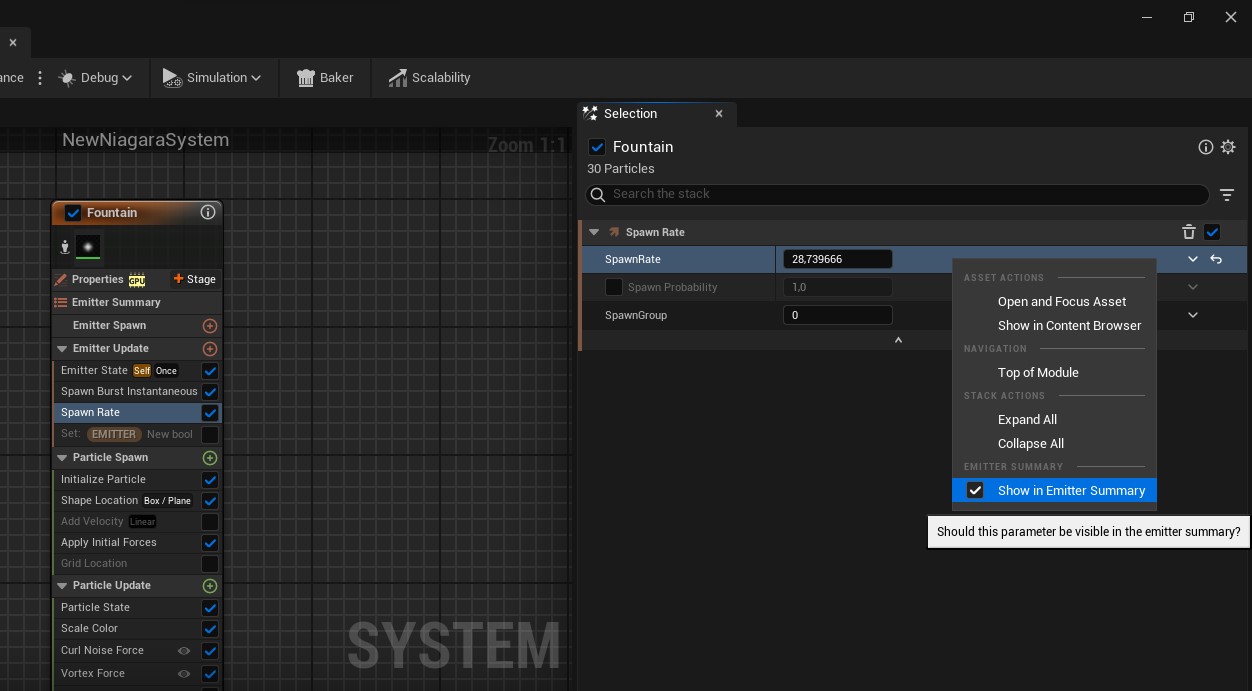 ance
Debug
Simulation
Baker
Scalability
Selection
NewNiagaraSystem
Zoom 1:1
Fountain
30 Particles
Search the stack
Fountain
Spawn Rate
SpawnRate
28,739666
Spawn Probability
1,0
SpawnGroup
0
ASSET ACTIONS
Open and Focus Asset
Show in Content Browser
NAVIGATION
Top of Module
STACK ACTIONS
Expand All
Collapse All
EMITTER SUMMARY
Show in Emitter Summary
Should this parameter be visible in the emitter summary?
Properties GPU Stage
Emitter Summary
Emitter Spawn
Emitter Update
Emitter State Self Once
Spawn Burst Instantaneous
Spawn Rate
Set: EMITTER New bool
Particle Spawn
Initialize Particle
Shape Location Box / Plane
Add Velocity Linear
Apply Initial Forces
Grid Location
Particle Update
Particle State
Scale Color
Curl Noise Force
Vortex Force
SYSTEM